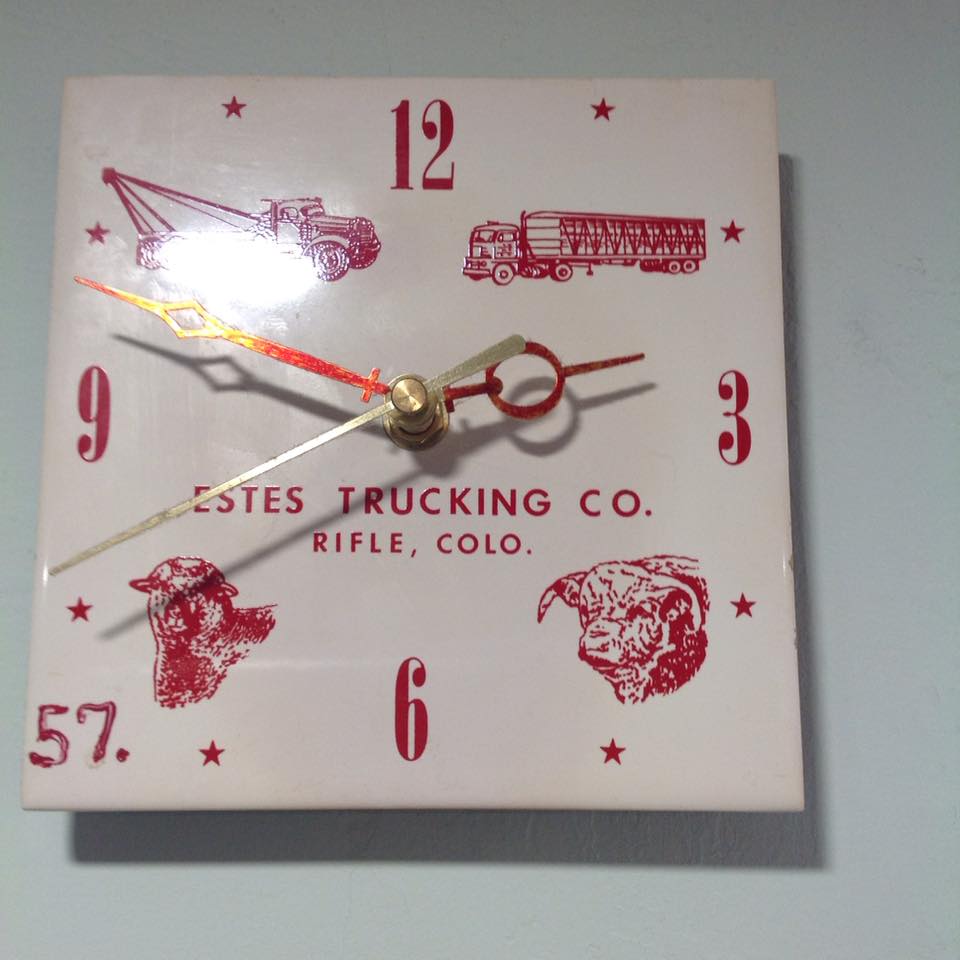 12
9
3
ESTES TRUCKING CO.
RIFLE, COLO.
6
57.